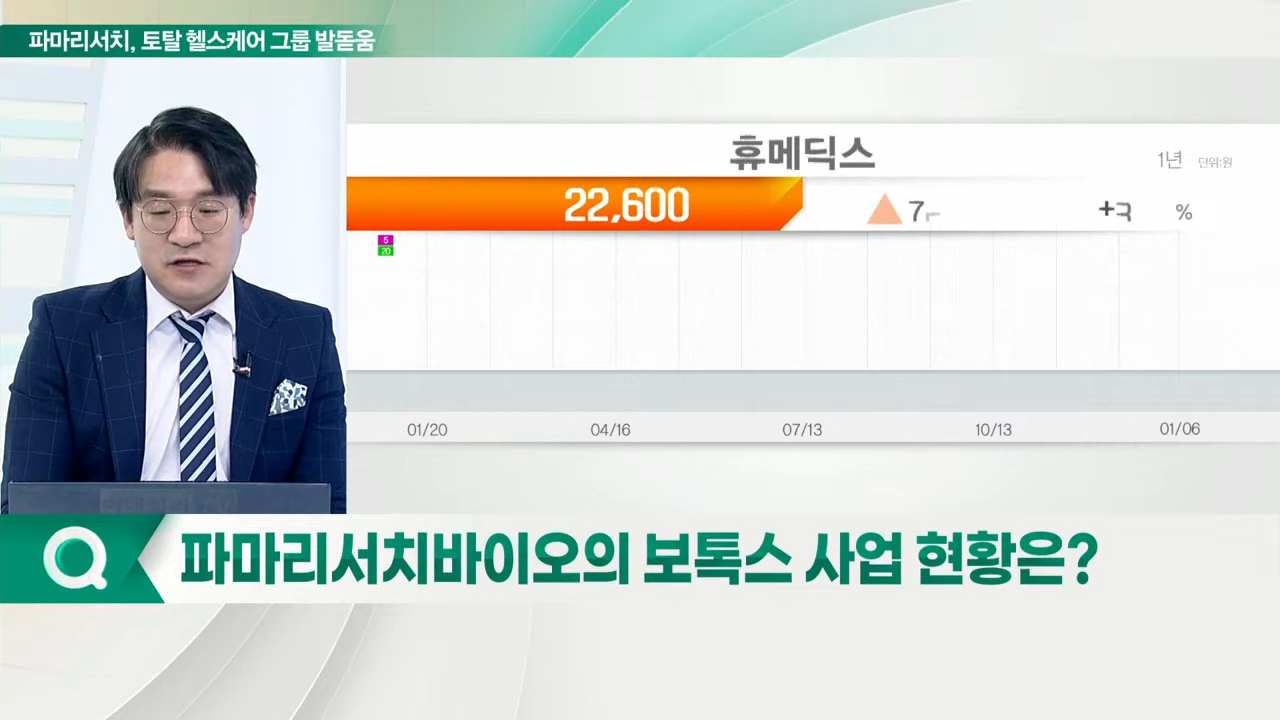 파마리서치, 토탈 헬스케어 그룹 발돋움
휴메딕스
1년 단위:원
22,600
▲ 7
+3 %
5
20
01/20 04/16 07/13 10/13 01/06
파마리서치바이오의 보톡스 사업 현황은?